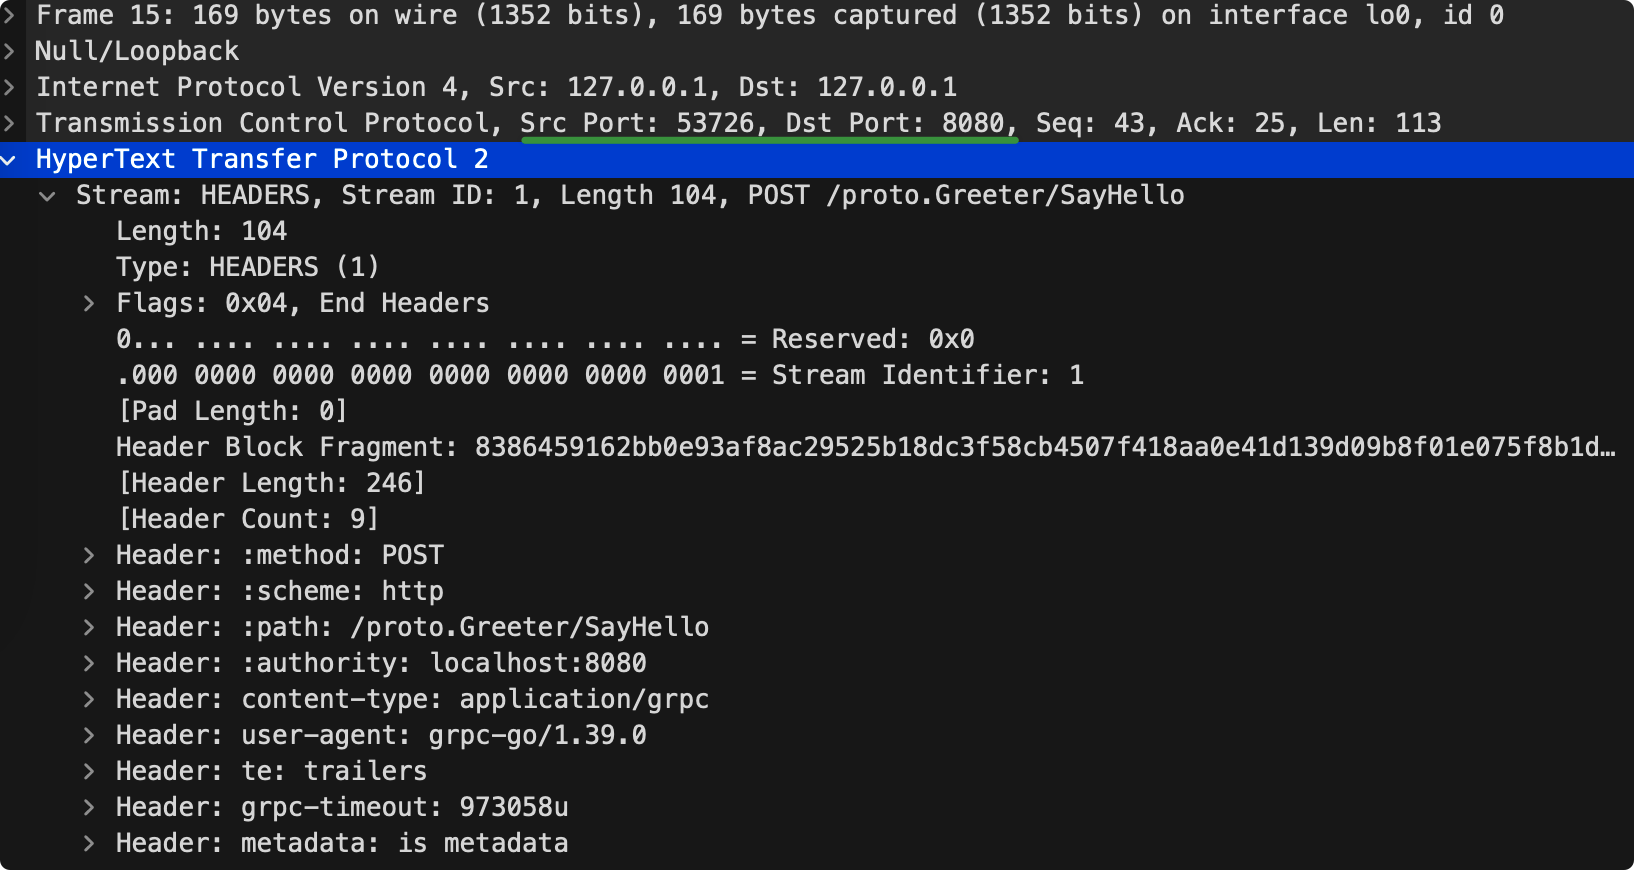 Frame 15: 169 bytes on wire (1352 bits), 169 bytes captured (1352 bits) on interface lo0, id 0
Null/Loopback
Internet Protocol Version 4, Src: 127.0.0.1, Dst: 127.0.0.1
Transmission Control Protocol, Src Port: 53726, Dst Port: 8080, Seq: 43, Ack: 25, Len: 113
HyperText Transfer Protocol 2
Stream: HEADERS, Stream ID: 1, Length 104, POST /proto.Greeter/SayHello
Length: 104
Type: HEADERS (1)
Flags: 0x04, End Headers
0... .... .... .... .... .... .... .... = Reserved: 0x0
.000 0000 0000 0000 0000 0000 0000 0001 = Stream Identifier: 1
[Pad Length: 0]
Header Block Fragment: 8386459162bb0e93af8ac29525b18dc3f58cb4507f418aa0e41d139d09b8f01e075f8b1d…
[Header Length: 246]
[Header Count: 9]
Header: :method: POST
Header: :scheme: http
Header: :path: /proto.Greeter/SayHello
Header: :authority: localhost:8080
Header: content-type: application/grpc
Header: user-agent: grpc-go/1.39.0
Header: te: trailers
Header: grpc-timeout: 973058u
Header: metadata: is metadata